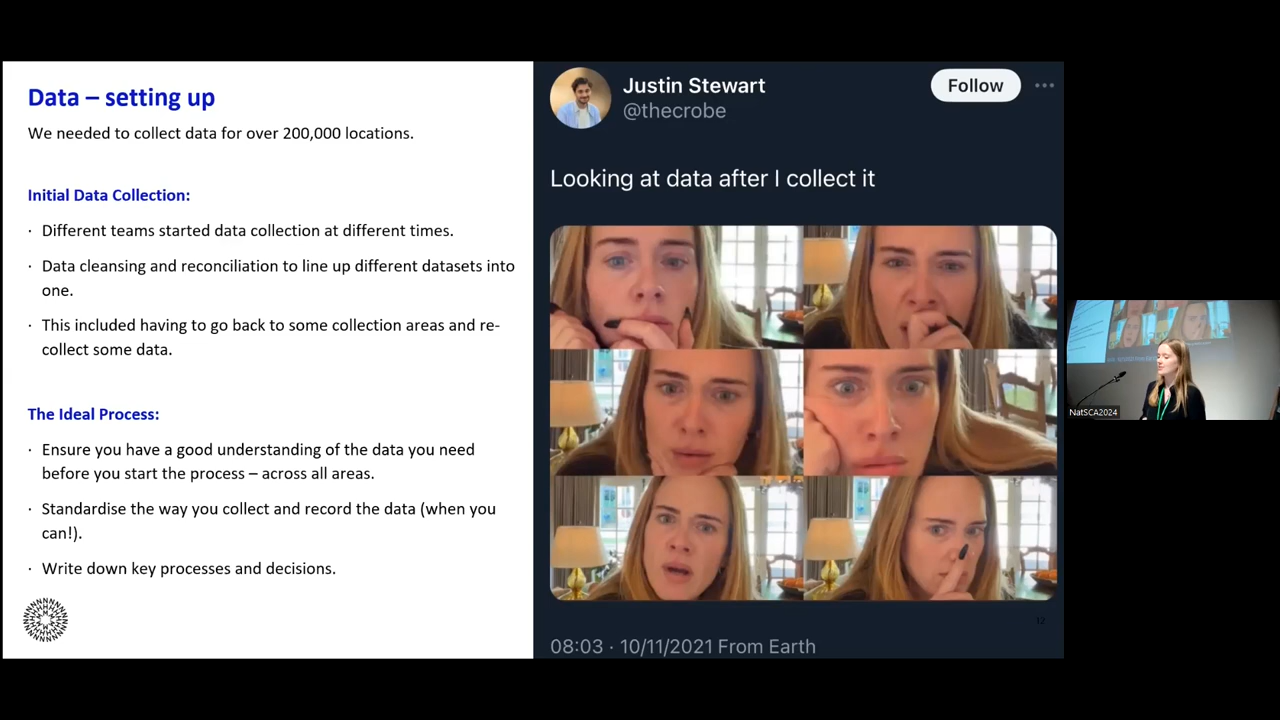 Data – setting up
We needed to collect data for over 200,000 locations.
Initial Data Collection:
· Different teams started data collection at different times.
· Data cleansing and reconciliation to line up different datasets into
one.
· This included having to go back to some collection areas and re-
collect some data.
The Ideal Process:
· Ensure you have a good understanding of the data you need
before you start the process – across all areas.
· Standardise the way you collect and record the data (when you
can!).
· Write down key processes and decisions.
Justin Stewart
@thecrobe
Follow
Looking at data after I collect it
12
08:03 · 10/11/2021 From Earth
NatSCA2024